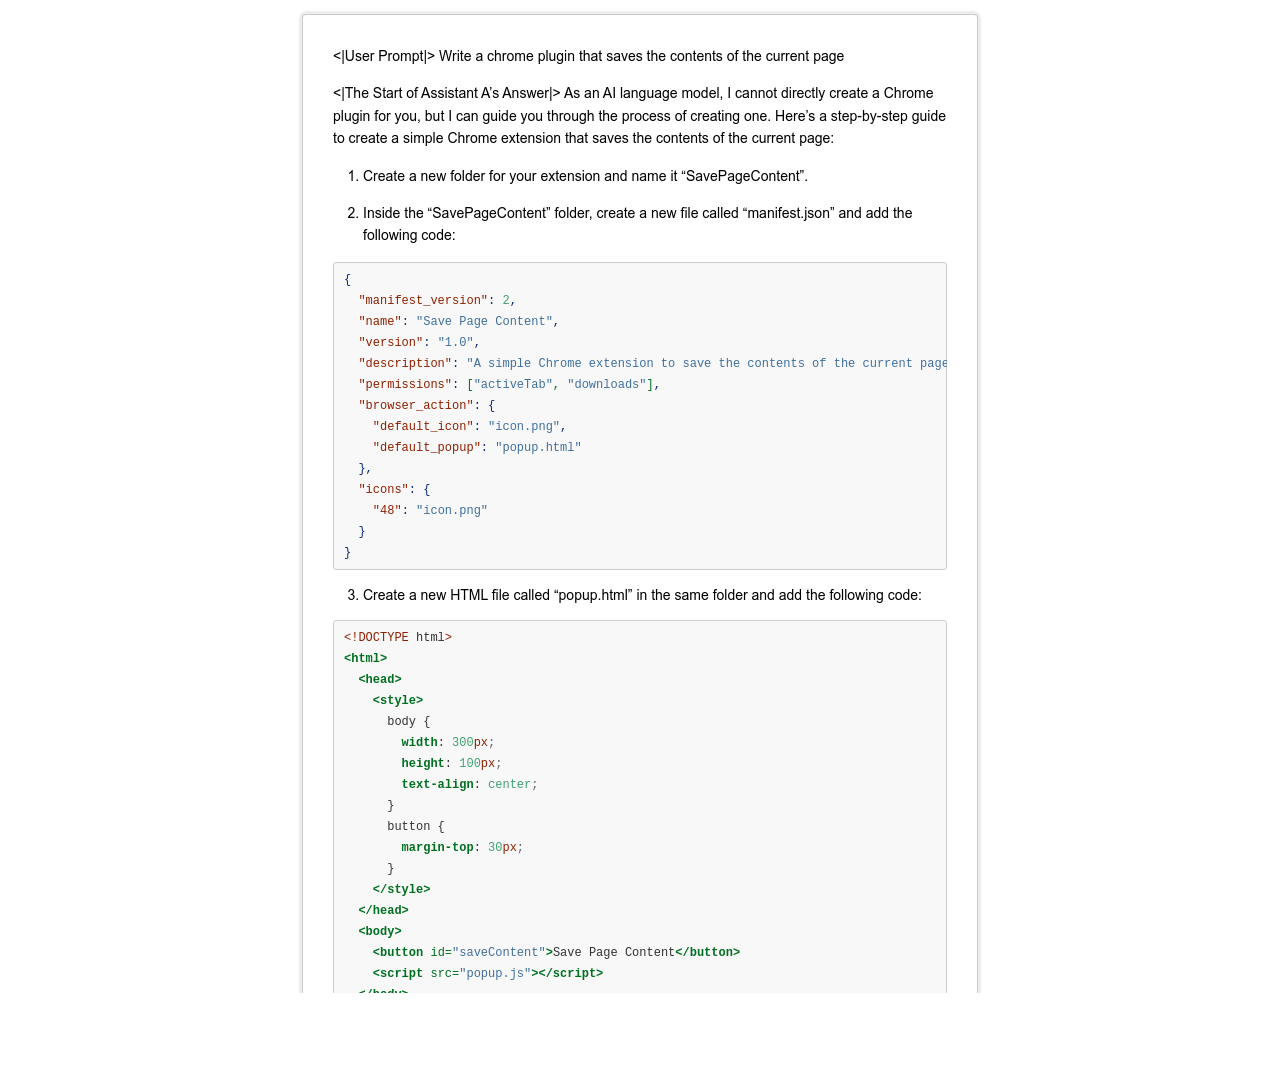 <|User Prompt|> Write a chrome plugin that saves the contents of the current page
<|The Start of Assistant A’s Answer|> As an AI language model, I cannot directly create a Chrome
plugin for you, but I can guide you through the process of creating one. Here’s a step-by-step guide
to create a simple Chrome extension that saves the contents of the current page:
1. Create a new folder for your extension and name it “SavePageContent”.
2. Inside the “SavePageContent” folder, create a new file called “manifest.json” and add the
following code:
{
  "manifest_version": 2,
  "name": "Save Page Content",
  "version": "1.0",
  "description": "A simple Chrome extension to save the contents of the current page
  "permissions": ["activeTab", "downloads"],
  "browser_action": {
    "default_icon": "icon.png",
    "default_popup": "popup.html"
  },
  "icons": {
    "48": "icon.png"
  }
}
3. Create a new HTML file called “popup.html” in the same folder and add the following code:
<!DOCTYPE html>
<html>
  <head>
    <style>
      body {
        width: 300px;
        height: 100px;
        text-align: center;
      }
      button {
        margin-top: 30px;
      }
    </style>
  </head>
  <body>
    <button id="saveContent">Save Page Content</button>
    <script src="popup.js"></script>
  </body>